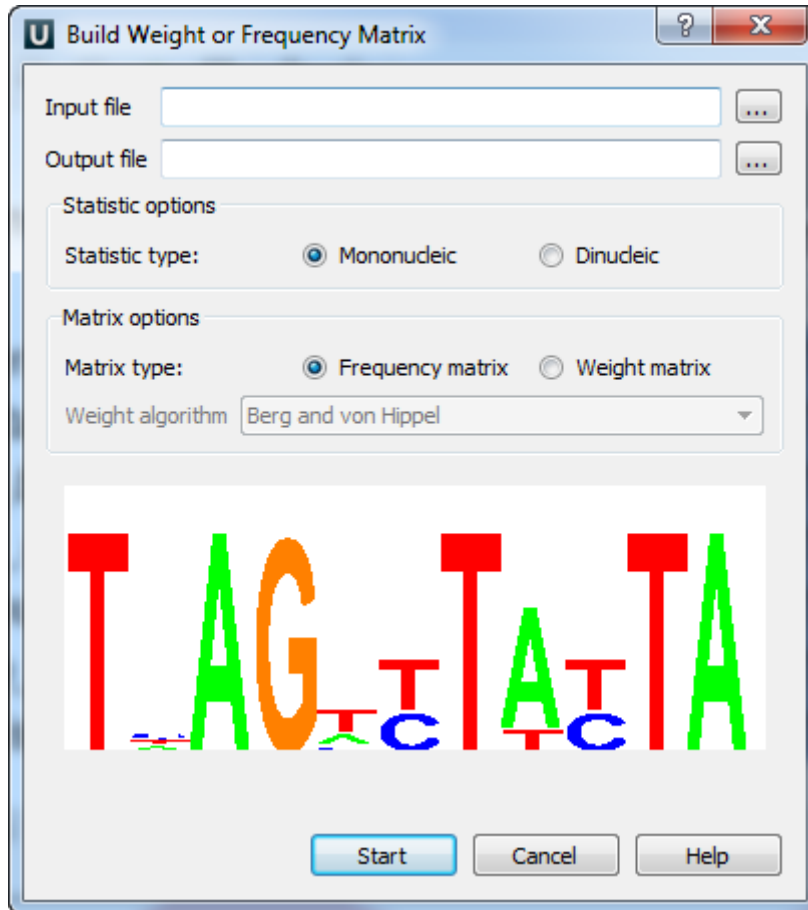 U Build Weight or Frequency Matrix ? X
Input file ...
Output file ...
Statistic options
Statistic type: Mononucleic Dinucleic
Matrix options
Matrix type: Frequency matrix Weight matrix
Weight algorithm Berg and von Hippel
T AG T T T A T T A
T A C T C
Start Cancel Help